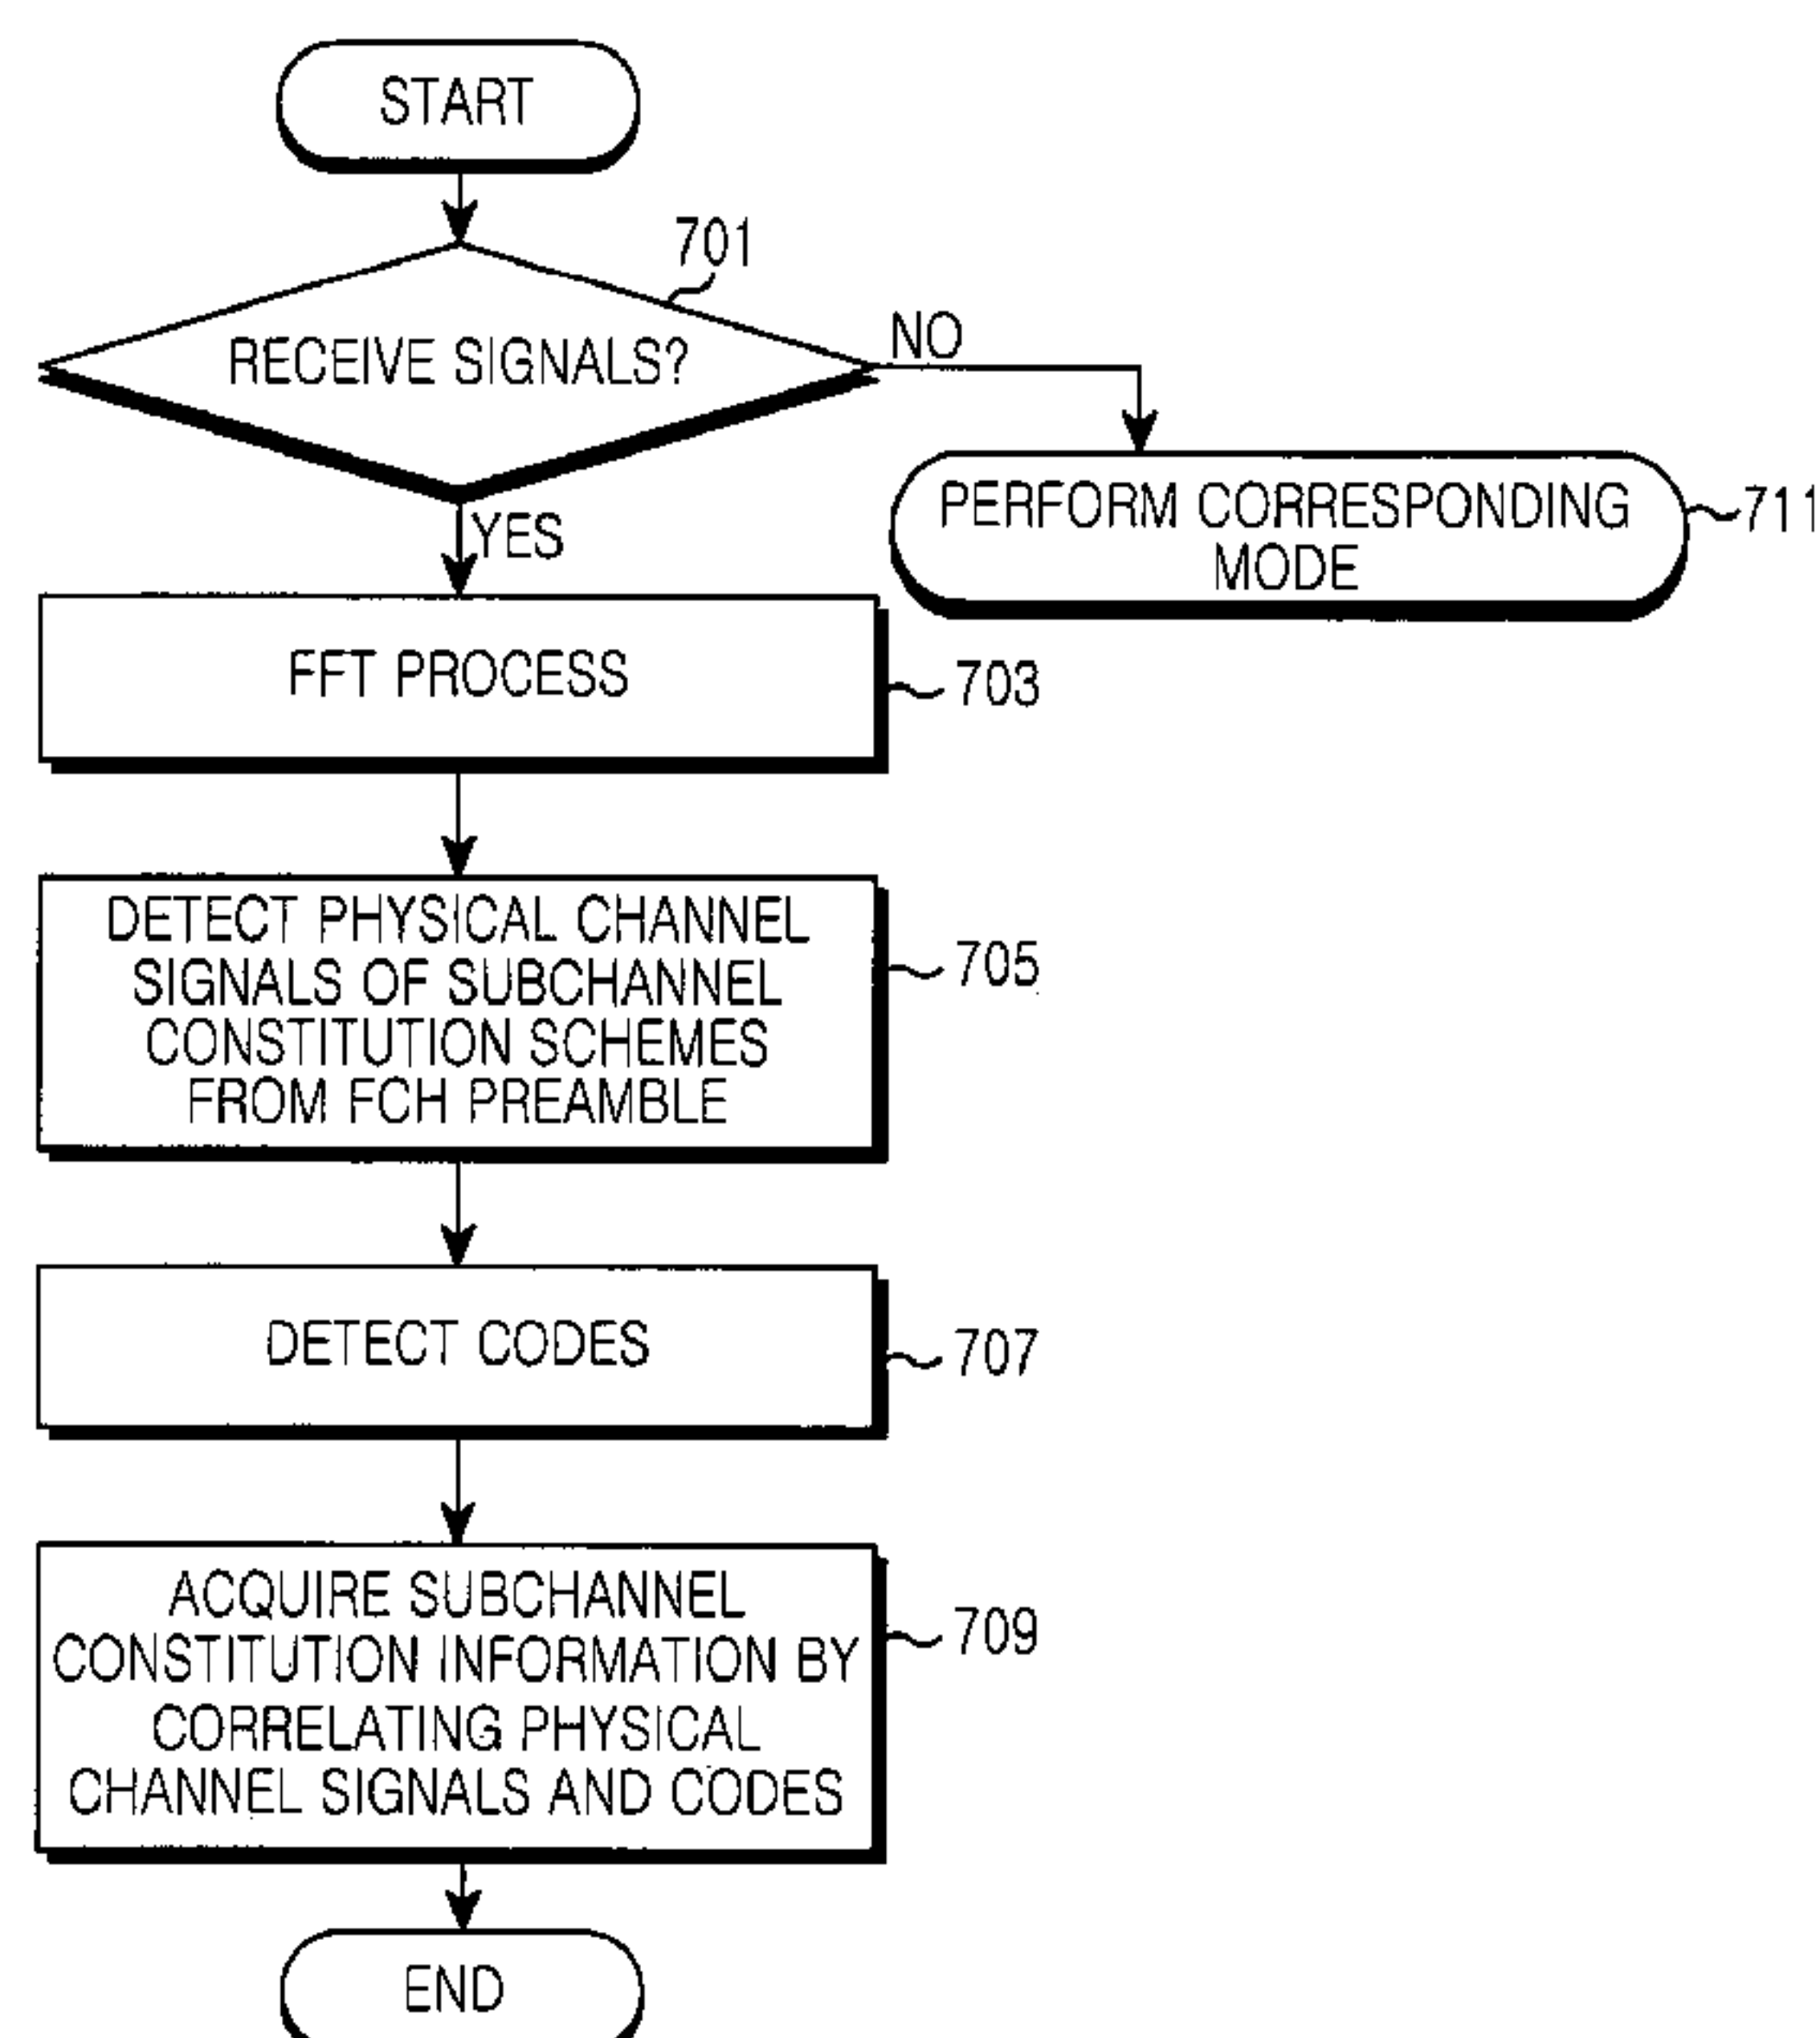 START
701
RECEIVE SIGNALS?
NO
YES
PERFORM CORRESPONDING
MODE
711
FFT PROCESS
703
DETECT PHYSICAL CHANNEL
SIGNALS OF SUBCHANNEL
CONSTITUTION SCHEMES
FROM FCH PREAMBLE
705
DETECT CODES
707
ACQUIRE SUBCHANNEL
CONSTITUTION INFORMATION BY
CORRELATING PHYSICAL
CHANNEL SIGNALS AND CODES
709
END